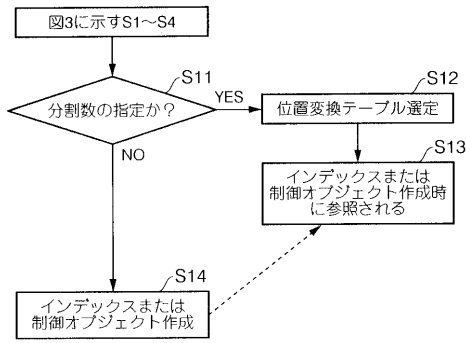 図3に示すS1～S4
S11
分割数の指定か？
YES
S12
位置変換テーブル選定
NO
S13
インデックスまたは
制御オブジェクト作成時
に参照される
S14
インデックスまたは
制御オブジェクト作成